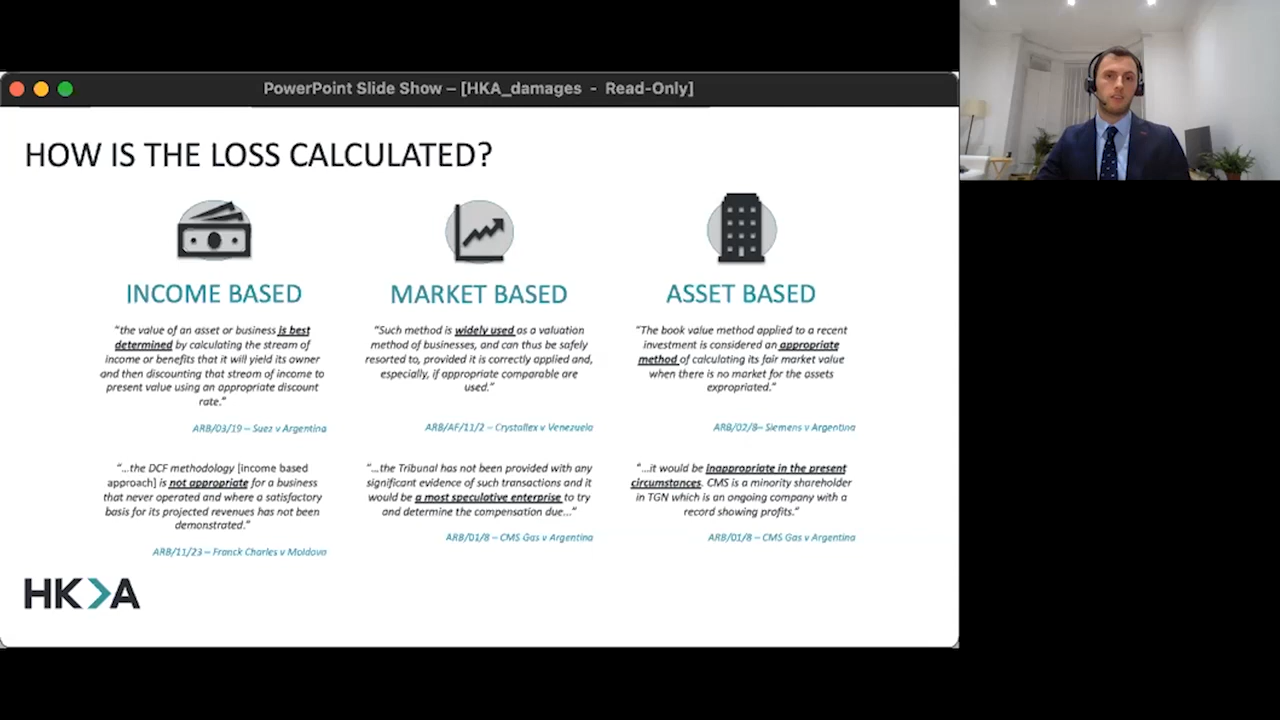 PowerPoint Slide Show – [HKA_damages - Read-Only]
HOW IS THE LOSS CALCULATED?
INCOME BASED
"the value of an asset or business is best
determined by calculating the stream of
income or benefits that it will yield its owner
and then discounting that stream of income to
present value using an appropriate discount
rate."
ARB/03/19 – Suez v Argentina
"...the DCF methodology [income based
approach] is not appropriate for a business
that never operated and where a satisfactory
basis for its projected revenues has not been
demonstrated."
ARB/11/23 – Franck Charles v Moldova
MARKET BASED
"Such method is widely used as a valuation
method of businesses, and can thus be safely
resorted to, provided it is correctly applied and,
especially, if appropriate comparable are
used."
ARB/AF/11/2 – Crystallex v Venezuela
"...the Tribunal has not been provided with any
significant evidence of such transactions and it
would be a most speculative enterprise to try
and determine the compensation due..."
ARB/01/8 – CMS Gas v Argentina
ASSET BASED
"The book value method applied to a recent
investment is considered an appropriate
method of calculating its fair market value
when there is no market for the assets
expropriated."
ARB/02/8– Siemens v Argentina
"...it would be inappropriate in the present
circumstances. CMS is a minority shareholder
in TGN which is an ongoing company with a
record showing profits."
ARB/01/8 – CMS Gas v Argentina
HKA